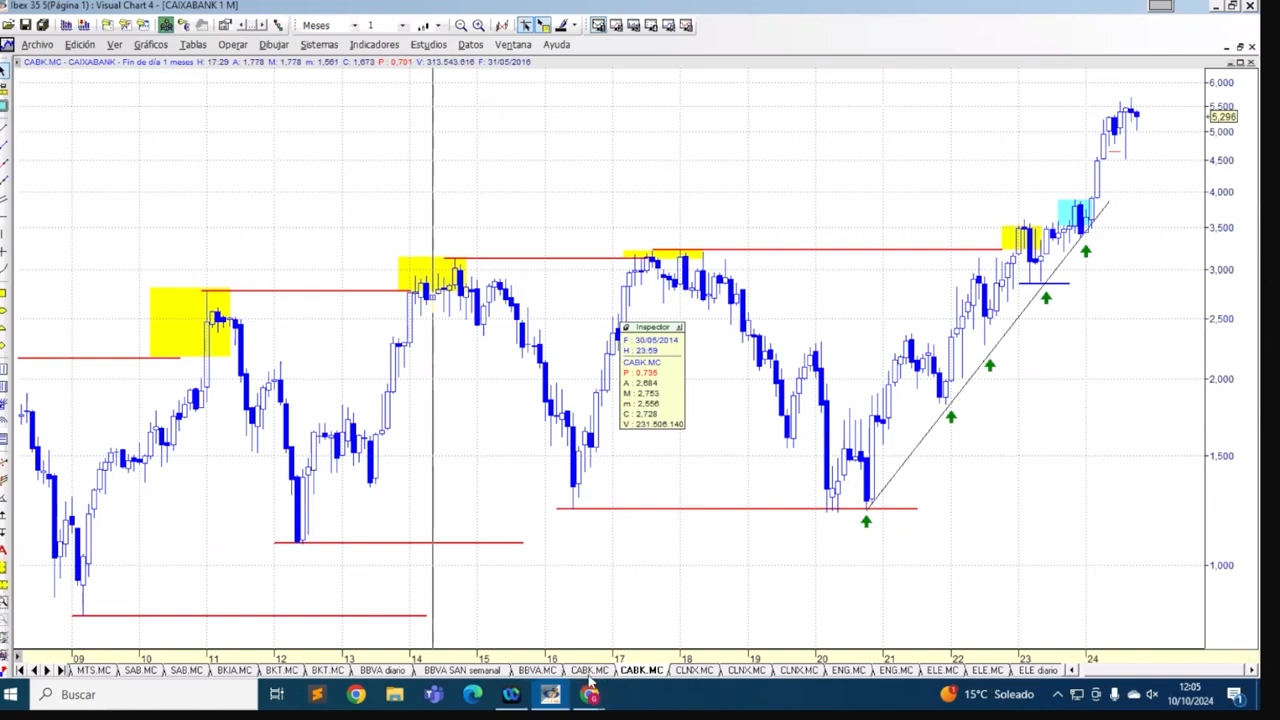 Ibex 35 5(Página 1) : Visual Chart 4 - [CAIXABANK 1 M]
Meses 1
Archivo Edición Ver Gráficos Tablas Operar Dibujar Sistemas Indicadores Estudios Datos Ventana Ayuda
CABK.MC - CAIXABANK - Fin de día 1 meses H: 17:29 A: 1,778 M: 1,778 m: 1,561 C: 1,673 P: 0,701 V: 313.543.616 F: 31/05/2016
6,000
5,500
5,296
5,000
4,500
4,000
3,500
3,000
2,500
2,000
1,500
1,000
Inspector
F : 30/05/2014
H : 23:59
CABK.MC
P : 0,735
A : 2,684
M : 2,753
m : 2,556
C : 2,728
V : 231.506.140
09 10 11 12 13 14 15 16 17 18 19 20 21 22 23 24
MTS.MC SAB.MC SAB.MC BKIA.MC BKT.MC BKT.MC BBVA diario BBVA SAN semanal BBVA.MC CABK.MC CABK.MC CLNX.MC CLNX.MC CLNX.MC ENG.MC ENG.MC ELE.MC ELE.MC ELE diario
Buscar
15°C Soleado
12:05
10/10/2024